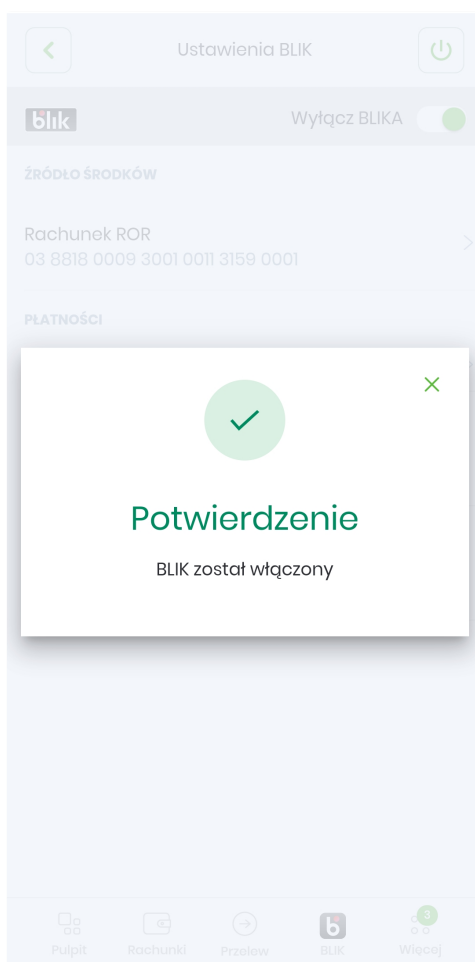 Ustawienia BLIK
blik
Wyłącz BLIKA
ŹRÓDŁO ŚRODKÓW
Rachunek ROR
03 8818 0009 3001 0011 3159 0001
PŁATNOŚCI
Potwierdzenie
BLIK został włączony
3
Pulpit Rachunki Przelew BLIK Więcej